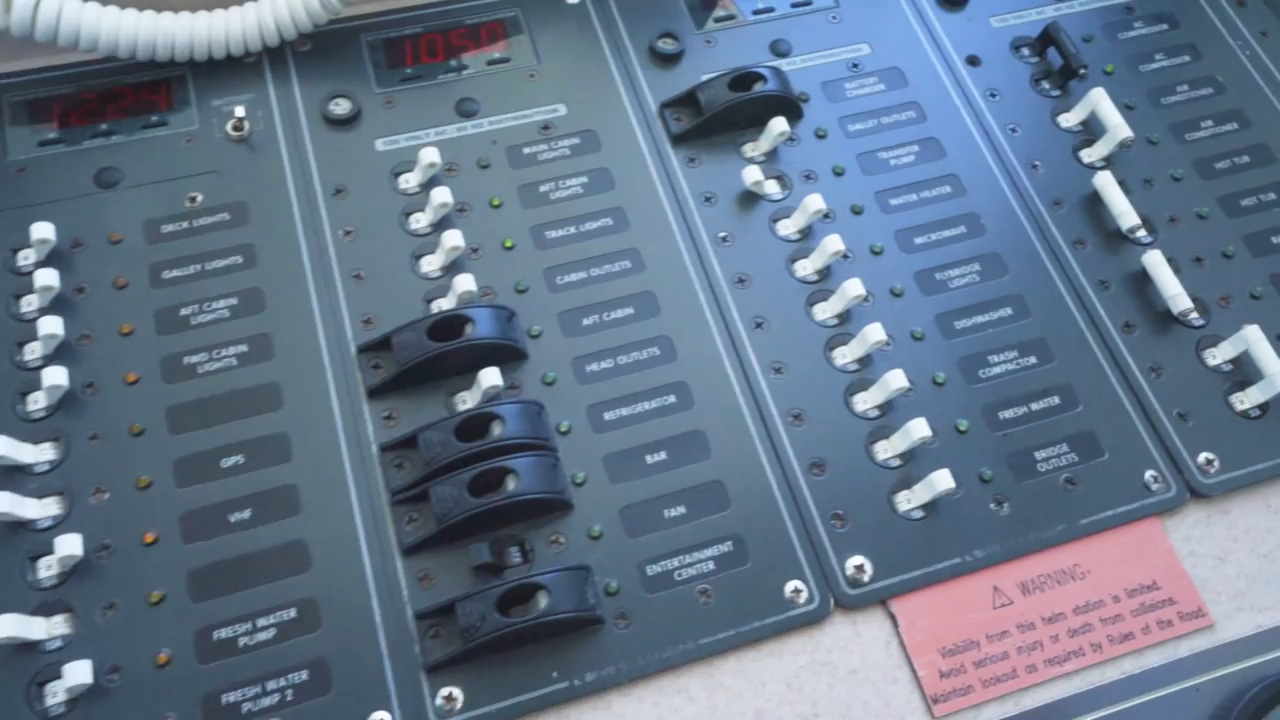 DECK LIGHTS
GALLEY LIGHTS
AFT CABIN
LIGHTS
FWD CABIN
LIGHTS
GPS
VHF
FRESH WATER
PUMP
FRESH WATER
PUMP 2
1050
MAIN CABIN
LIGHTS
AFT CABIN
LIGHTS
TRACK LIGHTS
CABIN OUTLETS
AFT CABIN
HEAD OUTLETS
REFRIGERATOR
BAR
FAN
ENTERTAINMENT
CENTER
BATTERY
CHARGER
GALLEY OUTLETS
TRANSFER
PUMP
WATER HEATER
MICROWAVE
FLYBRIDGE
LIGHTS
DISHWASHER
TRASH
COMPACTOR
FRESH WATER
BRIDGE
OUTLETS
AC
COMPRESSOR
AC
COMPRESSOR
AIR
CONDITIONER
AIR
CONDITIONER
HOT TUB
HOT TUB
WARNING-
Visibility from this helm station is limited.
Avoid serious injury or death from collisions.
Maintain lookout as required by Rules of the Road.